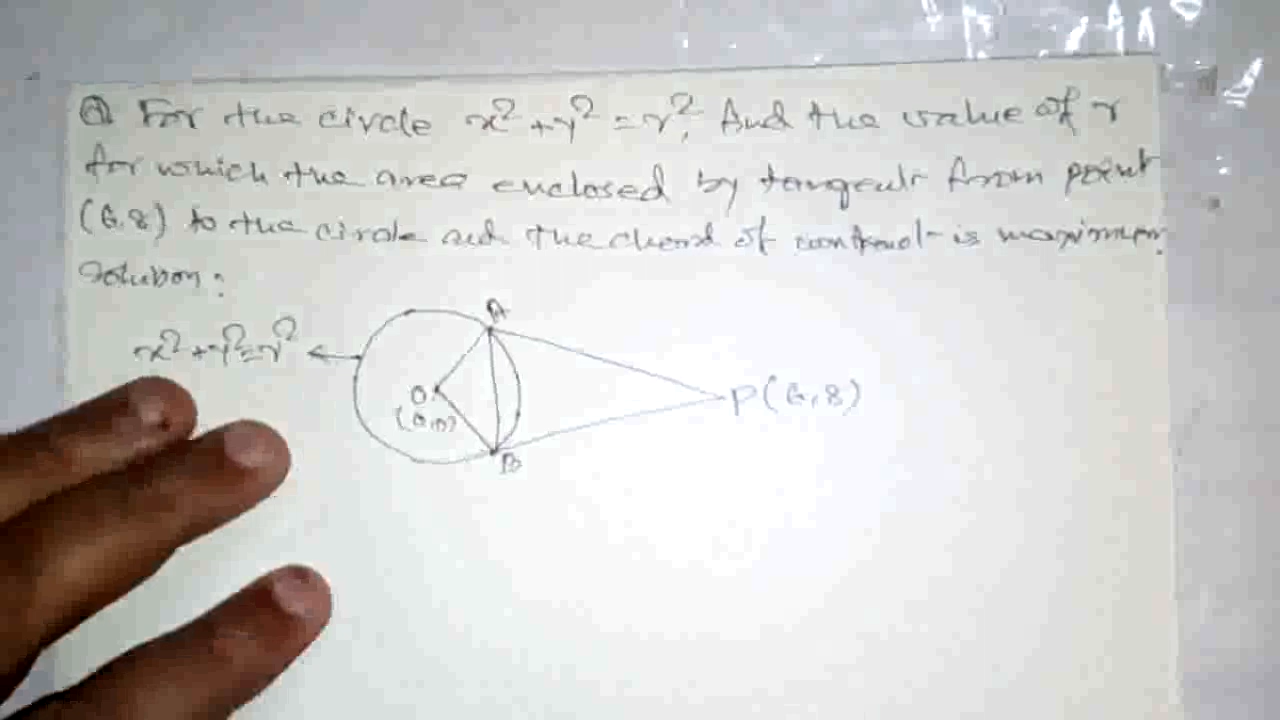 Q For the circle x²+y²=r², find the value of r
for which the area enclosed by tangents from point
(6,8) to the circle and the chord of contact is maximum.
Solution:
x²+y²=r²
A
O
(0,0)
P(6,8)
B